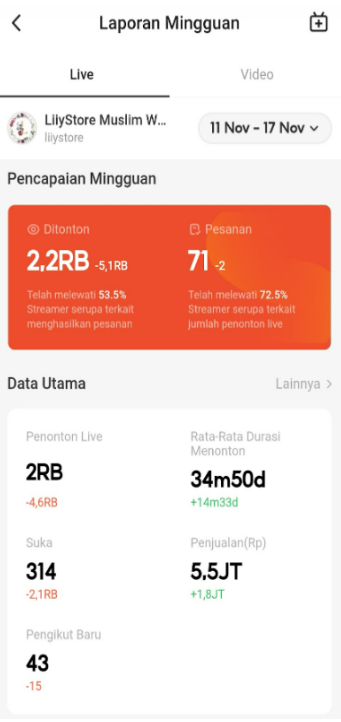 Laporan Mingguan
Live
Video
LiiyStore Muslim W...
liiystore
11 Nov - 17 Nov
Pencapaian Mingguan
Ditonton
2,2RB -5,1RB
Telah melewati 53.5%
Streamer serupa terkait
menghasilkan pesanan
Pesanan
71 -2
Telah melewati 72.5%
Streamer serupa terkait
jumlah penonton live
Data Utama
Lainnya >
Penonton Live
2RB
-4,6RB
Rata-Rata Durasi
Menonton
34m50d
+14m33d
Suka
314
-2,1RB
Penjualan(Rp)
5,5JT
+1,8JT
Pengikut Baru
43
-15